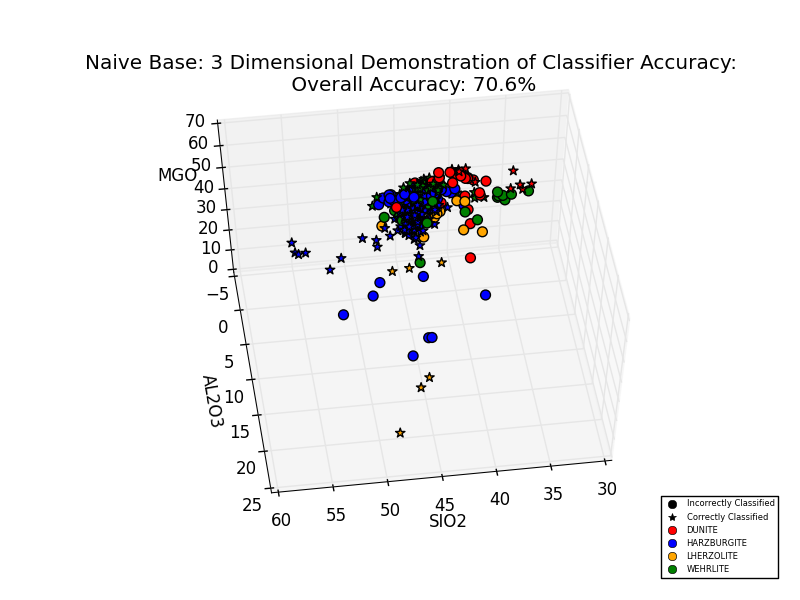 Naive Base: 3 Dimensional Demonstration of Classifier Accuracy:
Overall Accuracy: 70.6%
70
60
50
MGO
40
30
20
10
0
−5
0
5
10
15
20
25
AL2O3
60
55
50
45
40
35
30
SIO2
Incorrectly Classified
Correctly Classified
DUNITE
HARZBURGITE
LHERZOLITE
WEHRLITE